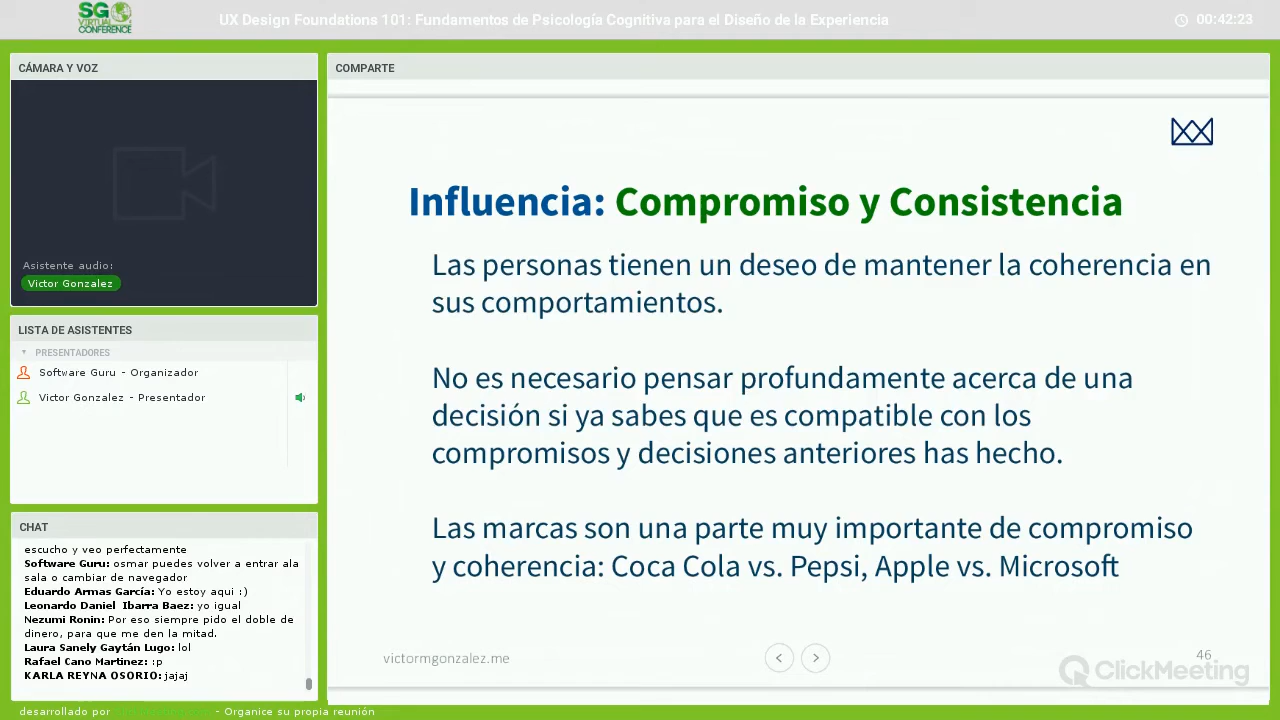 SG
VIRTUAL
CONFERENCE
UX Design Foundations 101: Fundamentos de Psicología Cognitiva para el Diseño de la Experiencia
00:42:23
CÁMARA Y VOZ
Asistente audio:
Victor Gonzalez
LISTA DE ASISTENTES
PRESENTADORES
Software Guru - Organizador
Victor Gonzalez - Presentador
CHAT
escucho y veo perfectamente
Software Guru: osmar puedes volver a entrar ala
sala o cambiar de navegador
Eduardo Armas García: Yo estoy aqui :)
Leonardo Daniel Ibarra Baez: yo igual
Nezumi Ronin: Por eso siempre pido el doble de
dinero, para que me den la mitad.
Laura Sanely Gaytán Lugo: lol
Rafael Cano Martinez: :p
KARLA REYNA OSORIO: jajaj
COMPARTE
Influencia: Compromiso y Consistencia
Las personas tienen un deseo de mantener la coherencia en
sus comportamientos.
No es necesario pensar profundamente acerca de una
decisión si ya sabes que es compatible con los
compromisos y decisiones anteriores has hecho.
Las marcas son una parte muy importante de compromiso
y coherencia: Coca Cola vs. Pepsi, Apple vs. Microsoft
victormgonzalez.me
46
ClickMeeting
desarrollado por - Organice su propia reunión